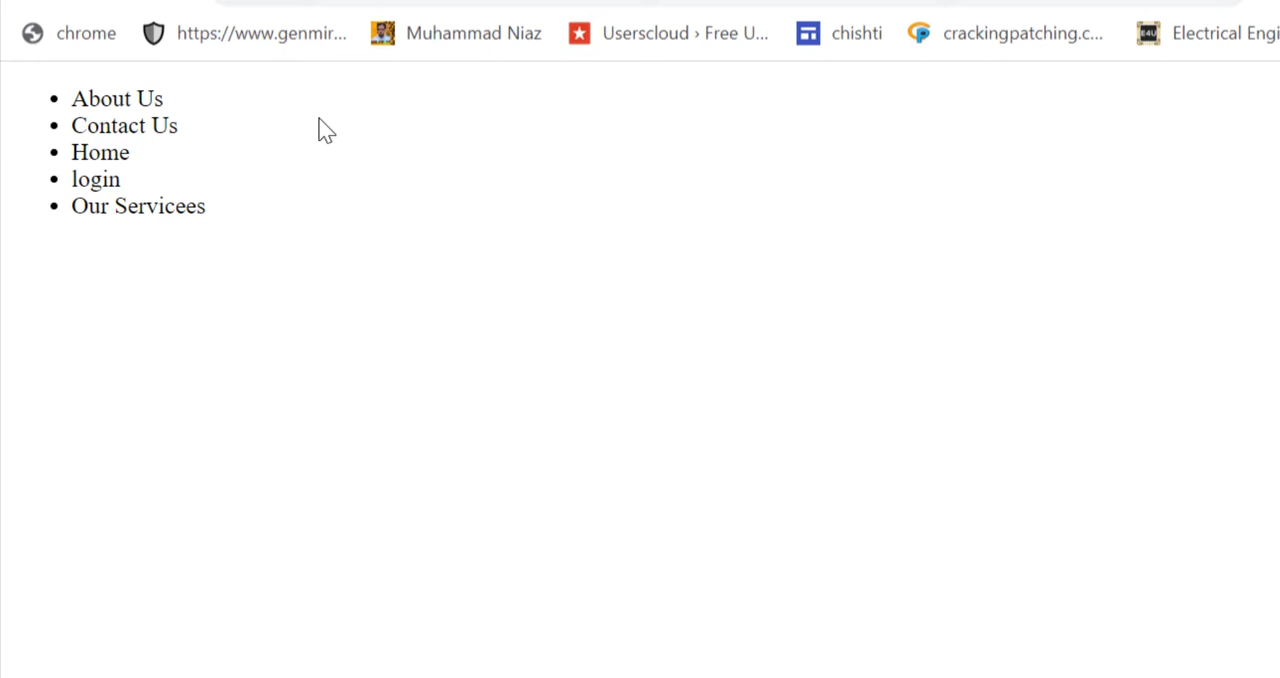 chrome https://www.genmir... Muhammad Niaz Userscloud › Free U... chishti crackingpatching.c... E4U Electrical Engi
• About Us
• Contact Us
• Home
• login
• Our Servicees